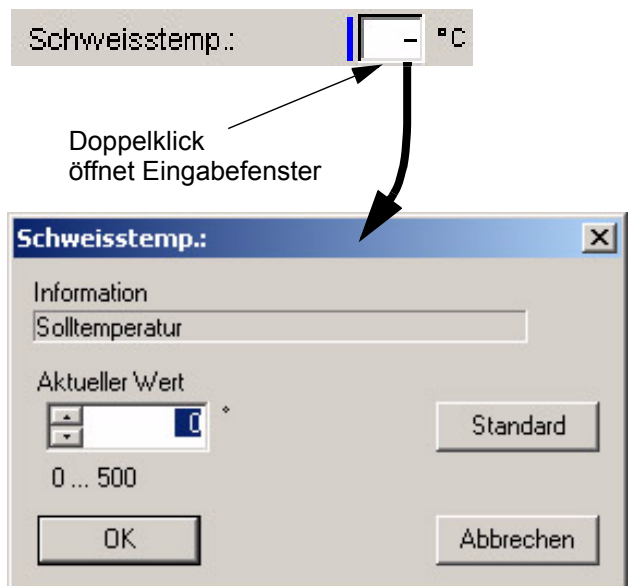 Schweisstemp.: – °C
Doppelklick
öffnet Eingabefenster
Schweisstemp.:
Information
Solltemperatur
Aktueller Wert
0 °
Standard
0 ... 500
OK
Abbrechen